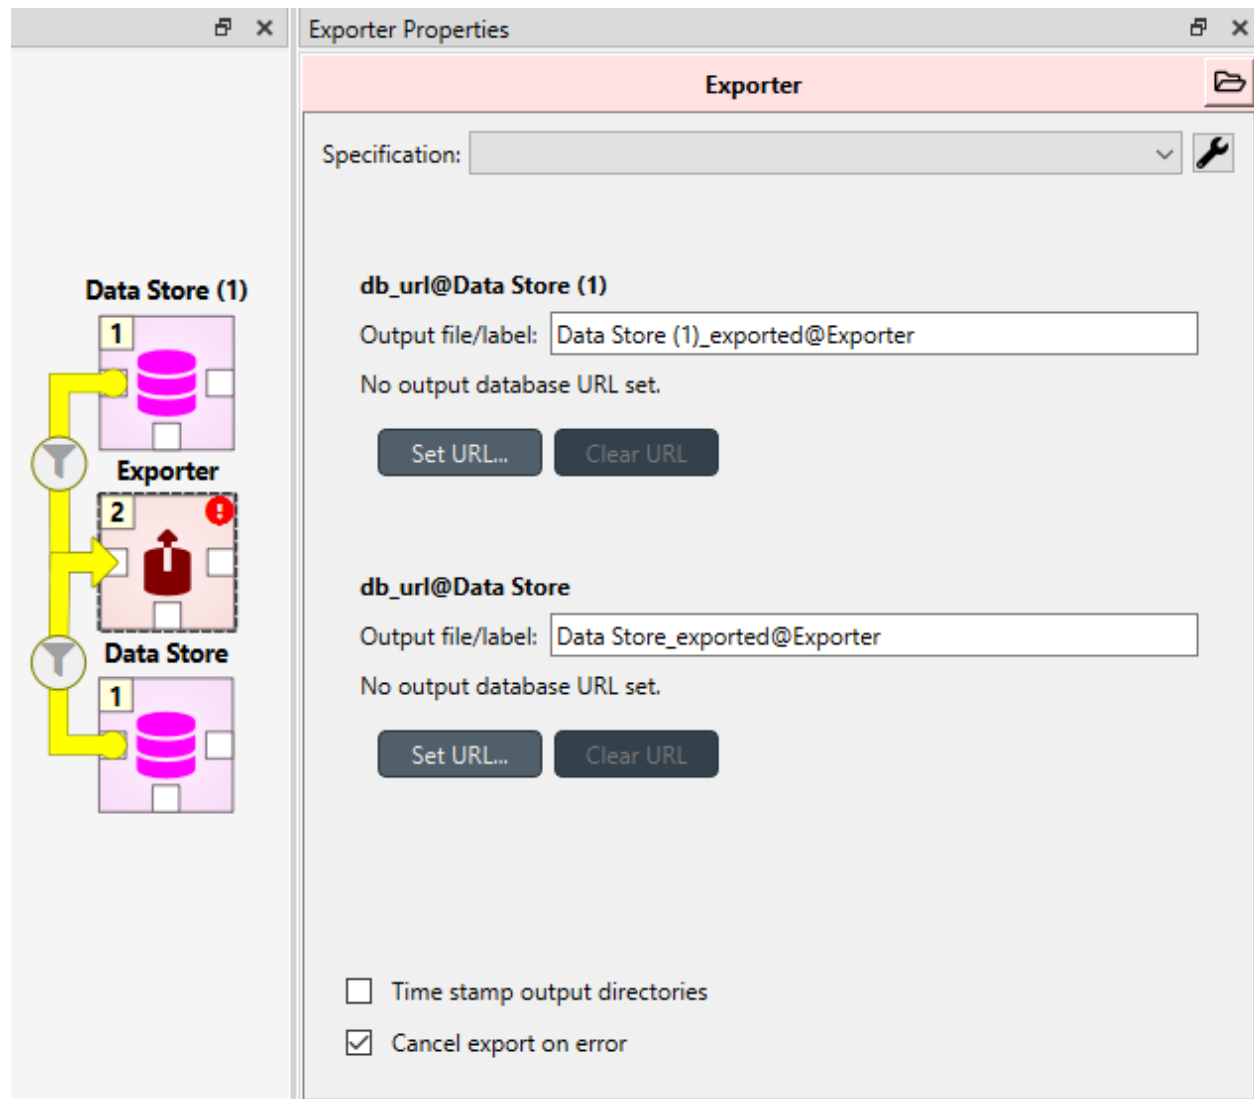 Exporter Properties
Exporter
Specification:
Data Store (1)
1
Exporter
2
Data Store
1
db_url@Data Store (1)
Output file/label: Data Store (1)_exported@Exporter
No output database URL set.
Set URL... Clear URL
db_url@Data Store
Output file/label: Data Store_exported@Exporter
No output database URL set.
Set URL... Clear URL
Time stamp output directories
Cancel export on error